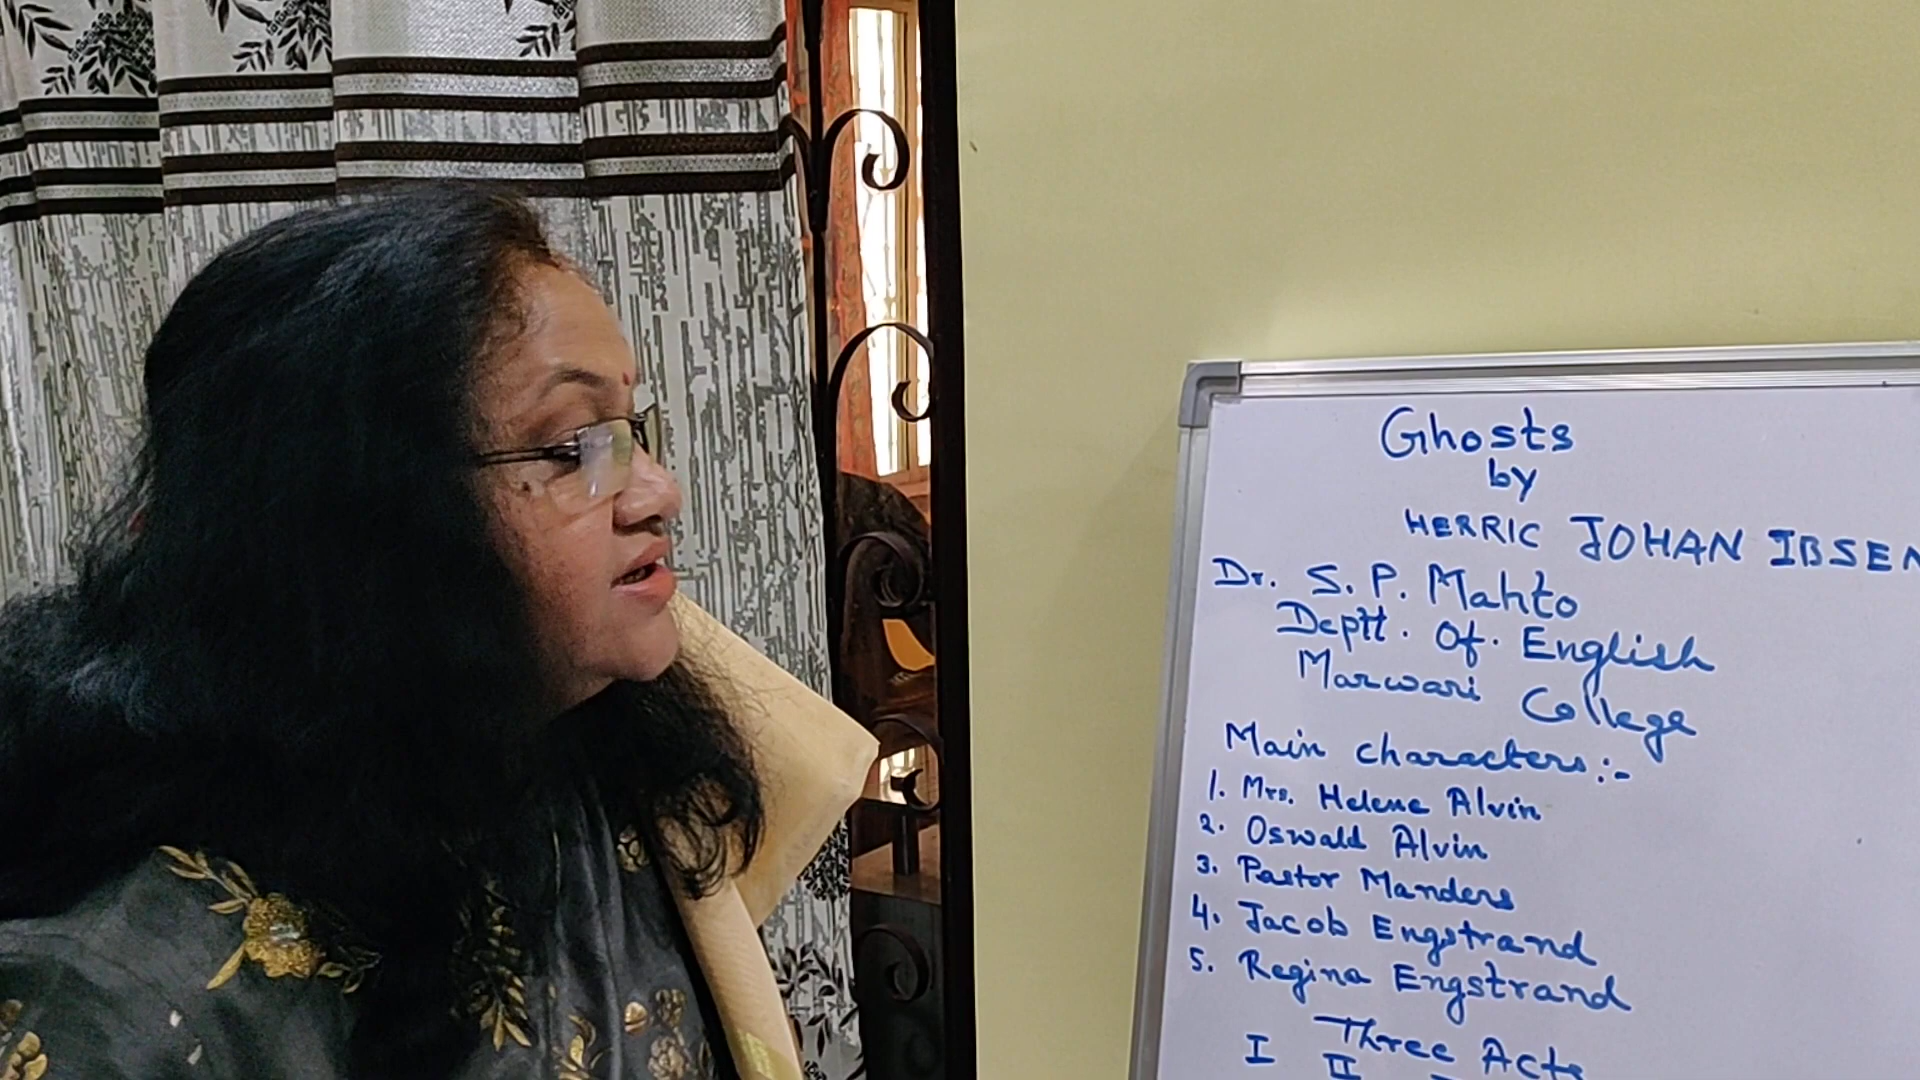 Ghosts
by
HERRIC JOHAN IBSEN
Dr. S. P. Mahto
Deptt. Of. English
Marwari College
Main characters:-
1. Mrs. Helene Alvin
2. Oswald Alvin
3. Pastor Manders
4. Jacob Engstrand
5. Regina Engstrand
Three Acts
I II